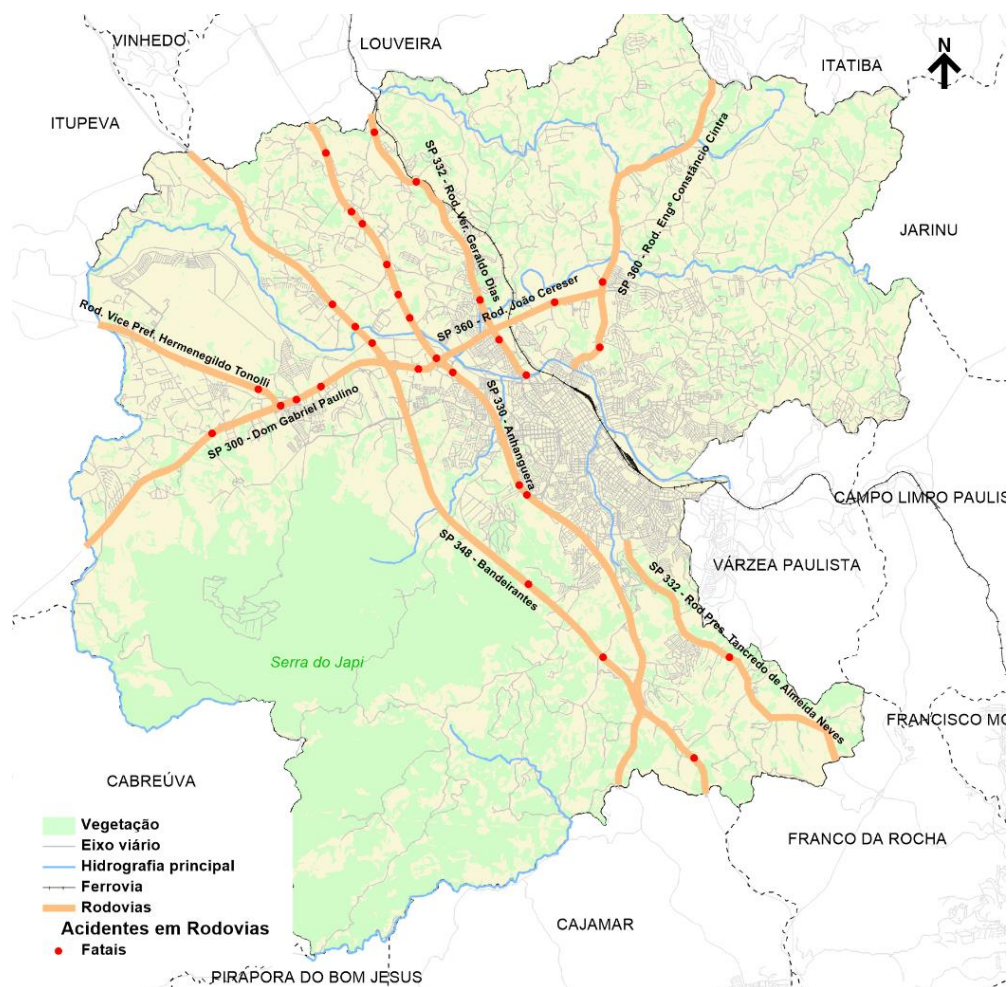 VINHEDO
LOUVEIRA
N
ITATIBA
ITUPEVA
SP 332 - Rod. Ver. Geraldo Dias
SP 360 - Rod. Engº Constâncio Cintra
JARINU
Rod. Vice Pref. Hermenegildo Tonolli
SP 360 - Rod. João Cereser
SP 300 - Dom Gabriel Paulino
SP 330 - Anhanguera
CAMPO LIMPO PAULIS
SP 348 - Bandeirantes
VÁRZEA PAULISTA
SP 332 - Rod Pres. Tancredo de Almeida Neves
Serra do Japi
FRANCISCO MO
CABREÚVA
Vegetação
Eixo viário
Hidrografia principal
Ferrovia
Rodovias
Acidentes em Rodovias
Fatais
FRANCO DA ROCHA
CAJAMAR
PIRAPORA DO BOM JESUS